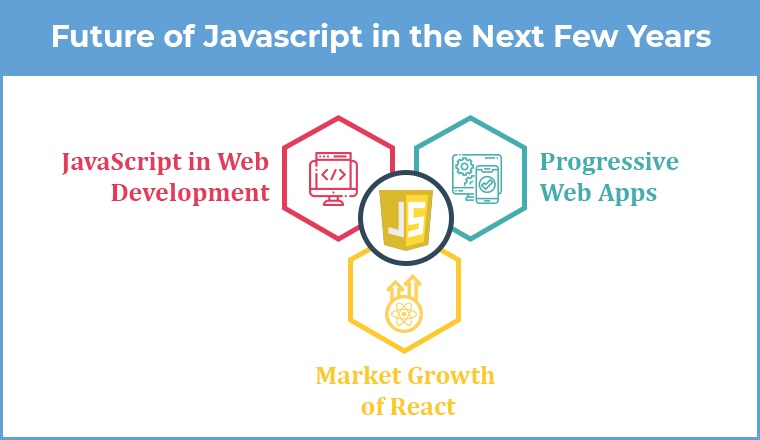 Future of Javascript in the Next Few Years
JavaScript in Web
Development
Progressive
Web Apps
JS
Market Growth
of React